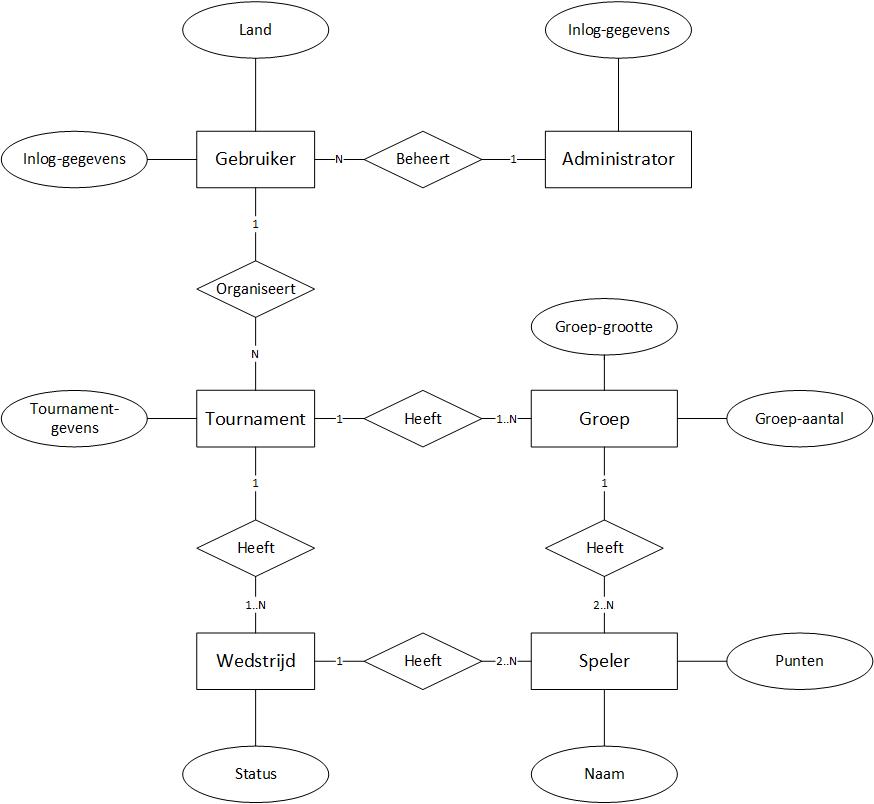 Land
Inlog-gegevens
Inlog-gegevens
Gebruiker
N
Beheert
1
Administrator
1
Organiseert
N
Groep-grootte
Tournament-
gevens
Tournament
1
Heeft
1..N
Groep
Groep-aantal
1
1
Heeft
Heeft
1..N
2..N
Wedstrijd
1
Heeft
2..N
Speler
Punten
Status
Naam